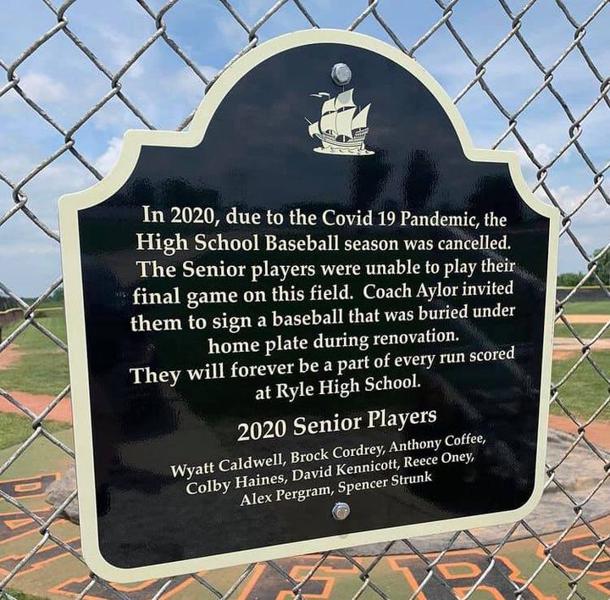 In 2020, due to the Covid 19 Pandemic, the
High School Baseball season was cancelled.
The Senior players were unable to play their
final game on this field. Coach Aylor invited
them to sign a baseball that was buried under
home plate during renovation.
They will forever be a part of every run scored
at Ryle High School.
2020 Senior Players
Wyatt Caldwell, Brock Cordrey, Anthony Coffee,
Colby Haines, David Kennicott, Reece Oney,
Alex Pergram, Spencer Strunk